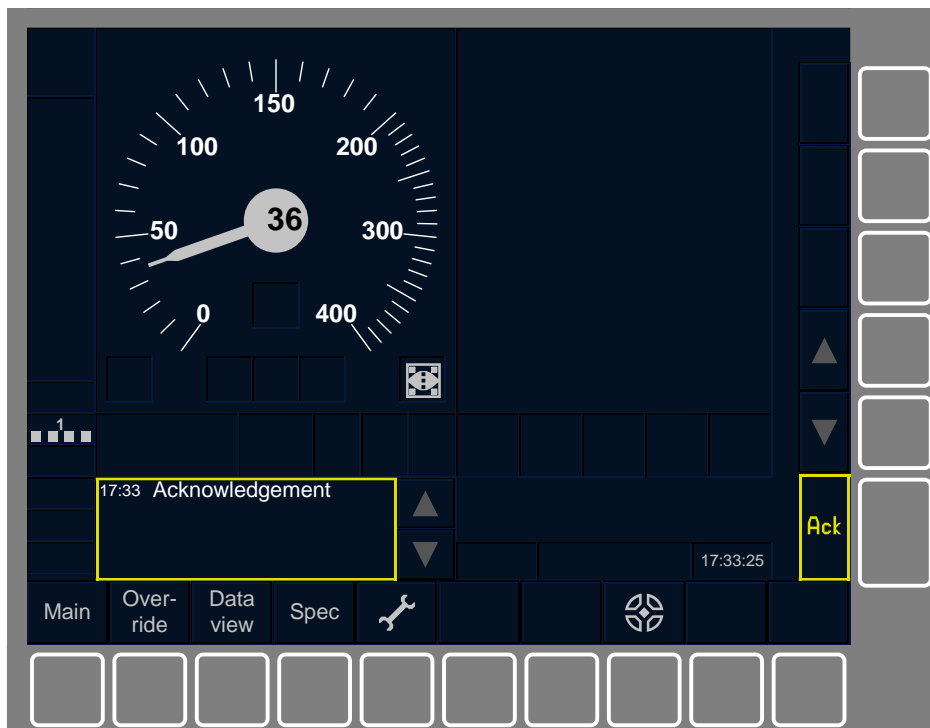 150
100
200
50
36
300
0
400
1
17:33 Acknowledgement
Ack
17:33:25
Main
Over-
ride
Data
view
Spec